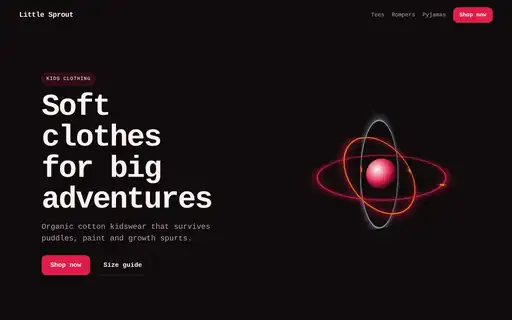 Little Sprout
Tees Rompers Pyjamas Shop now
KIDS CLOTHING
Soft
clothes
for big
adventures
Organic cotton kidswear that survives
puddles, paint and growth spurts.
Shop now Size guide